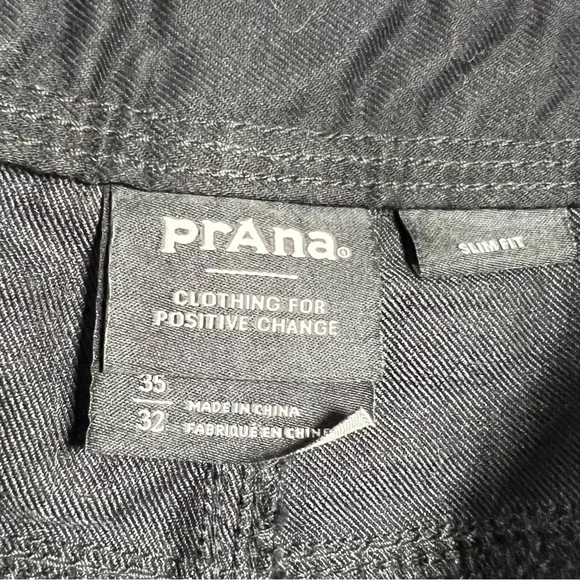 prAna®
SLIM FIT
CLOTHING FOR
POSITIVE CHANGE
35
32
MADE IN CHINA
FABRIQUÉ EN CHINE